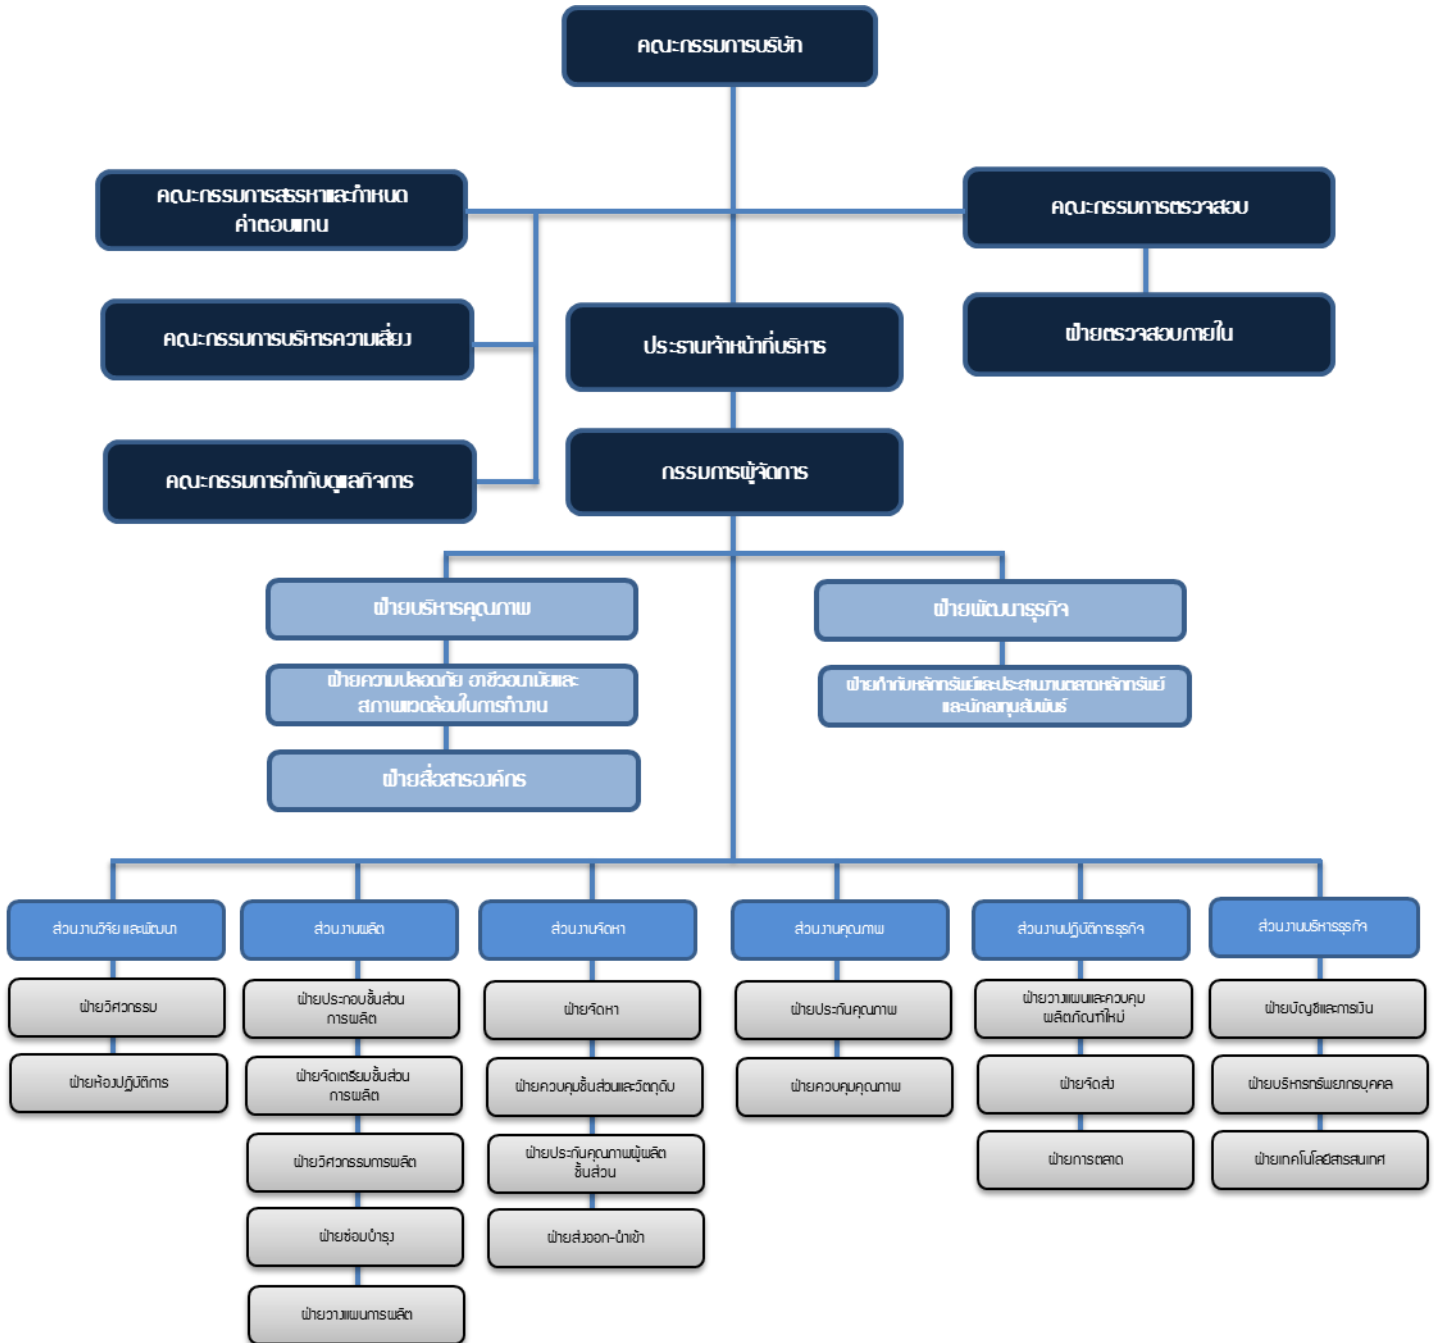 คณะกรรมการบริษัท
คณะกรรมการสรรหาและกำหนด
ค่าตอบแทน
คณะกรรมการตรวจสอบ
คณะกรรมการบริหารความเสี่ยง
ประธานเจ้าหน้าที่บริหาร
ฝ่ายตรวจสอบภายใน
คณะกรรมการกำกับดูแลกิจการ
กรรมการผู้จัดการ
ฝ่ายบริหารคุณภาพ
ฝ่ายพัฒนาธุรกิจ
ฝ่ายความปลอดภัย อาชีวอนามัยและ
สภาพแวดล้อมในการทำงาน
ฝ่ายกำกับหลักทรัพย์และประสานงานตลาดหลักทรัพย์
และนักลงทุนสัมพันธ์
ฝ่ายสื่อสารองค์กร
ส่วนงานวิจัย และพัฒนา
ส่วนงานผลิต
ส่วนงานจัดหา
ส่วนงานคุณภาพ
ส่วนงานปฏิบัติการธุรกิจ
ส่วนงานบริหารธุรกิจ
ฝ่ายวิศวกรรม
ฝ่ายประกอบชิ้นส่วน
การผลิต
ฝ่ายจัดหา
ฝ่ายประกันคุณภาพ
ฝ่ายวางแผนและควบคุม
ผลิตภัณฑ์ใหม่
ฝ่ายบัญชีและการเงิน
ฝ่ายห้องปฏิบัติการ
ฝ่ายจัดเตรียมชิ้นส่วน
การผลิต
ฝ่ายควบคุมชิ้นส่วนและวัตถุดิบ
ฝ่ายควบคุมคุณภาพ
ฝ่ายจัดส่ง
ฝ่ายบริหารทรัพยากรบุคคล
ฝ่ายวิศวกรรมการผลิต
ฝ่ายประกันคุณภาพผู้ผลิต
ชิ้นส่วน
ฝ่ายการตลาด
ฝ่ายเทคโนโลยีสารสนเทศ
ฝ่ายซ่อมบำรุง
ฝ่ายส่งออก-นำเข้า
ฝ่ายวางแผนการผลิต